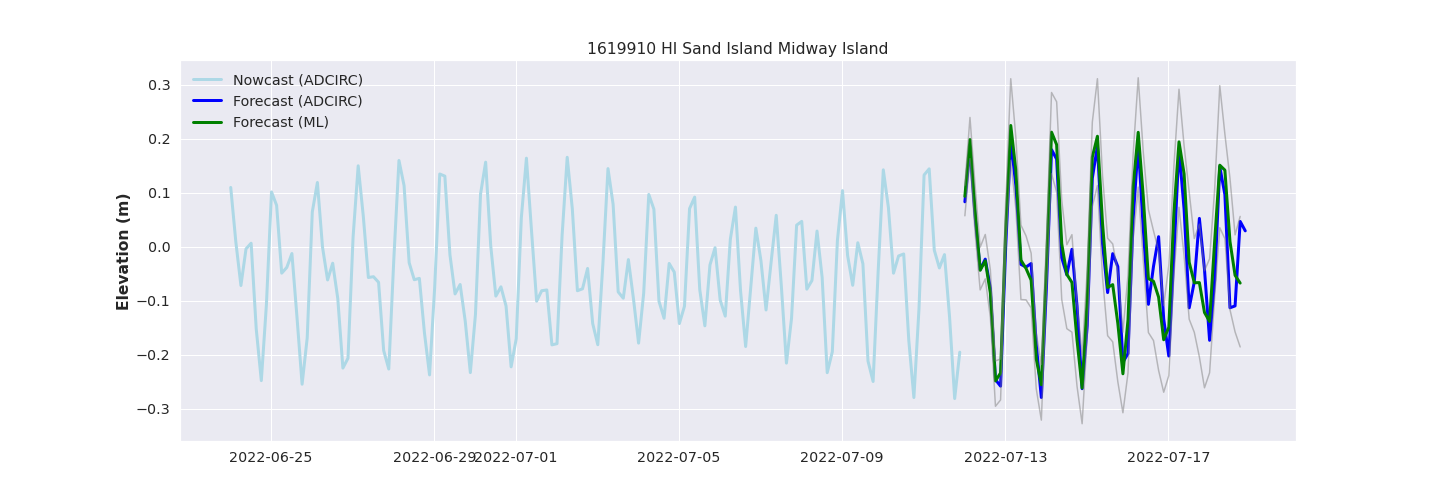 1619910 HI Sand Island Midway Island
Nowcast (ADCIRC)
Forecast (ADCIRC)
Forecast (ML)
Elevation (m)
0.3
0.2
0.1
0.0
−0.1
−0.2
−0.3
2022-06-25
2022-06-29
2022-07-01
2022-07-05
2022-07-09
2022-07-13
2022-07-17